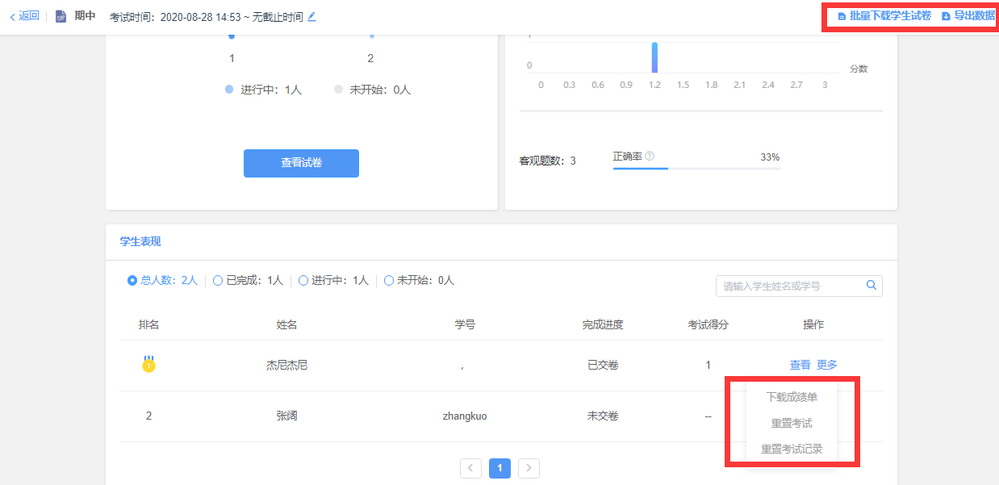 返回 期中 考试时间：2020-08-28 14:53 ~ 无截止时间 批量下载学生试卷 导出数据
1 2
进行中：1人 未开始：0人
查看试卷
0
分数
0 0.3 0.6 0.9 1.2 1.5 1.8 2.1 2.4 2.7 3
客观题数：3 正确率 33%
学生表现
总人数：2人 已完成：1人 进行中：1人 未开始：0人 请输入学生姓名或学号
排名 姓名 学号 完成进度 考试得分 操作
1 杰尼杰尼 , 已交卷 1 查看 更多
2 张阔 zhangkuo 未交卷 --
下载成绩单
重置考试
重置考试记录
1